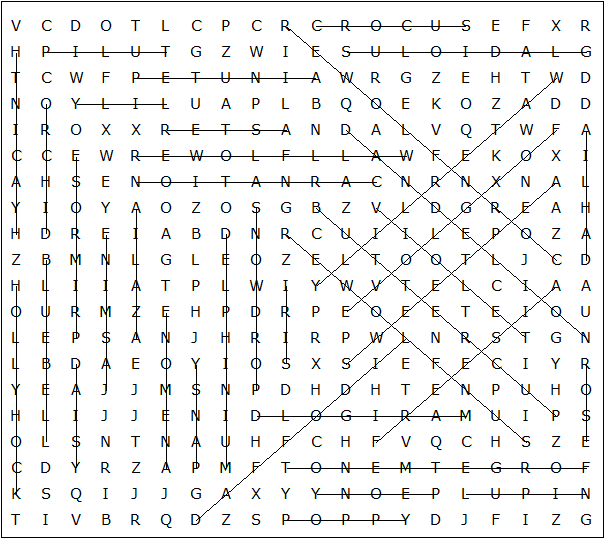 V C D O T L C P C R C R O C U S E F X R
H P I L U T G Z W I E S U L O I D A L G
T C W F P E T U N I A W R G Z E H T W D
N O Y L I L U A P L B Q O E K O Z A D D
I R O X X R E T S A N D A L V Q T W F A
C C E W R E W O L F L L A W F E K O X I
A H S E N O I T A N R A C N R N X N A L
Y I O Y A O Z O S G B Z V L D G R E A H
H D R E I A B D N R C U I I L E P O Z A
Z B M N L G L E O Z E L T O O T L J C D
H L I I A T P L W I Y W V T E L C I A A
O U R M Z E H P D R P E O E E T E I O U
L E P S A N J H R I R P W L N R S T G N
L B D A E O Y I O S X S I E F E C I Y R
Y E A J J M S N P D H D H T E N P U H O
H L I J J E N I D L O G I R A M U I P S
O L S N T N A U H F C H F V Q C H S Z E
C D Y R Z A P M F T O N E M T E G R O F
K S Q I J J G A X Y Y N O E P L U P I N
T I V B R Q D Z S P O P P Y D J F I Z G